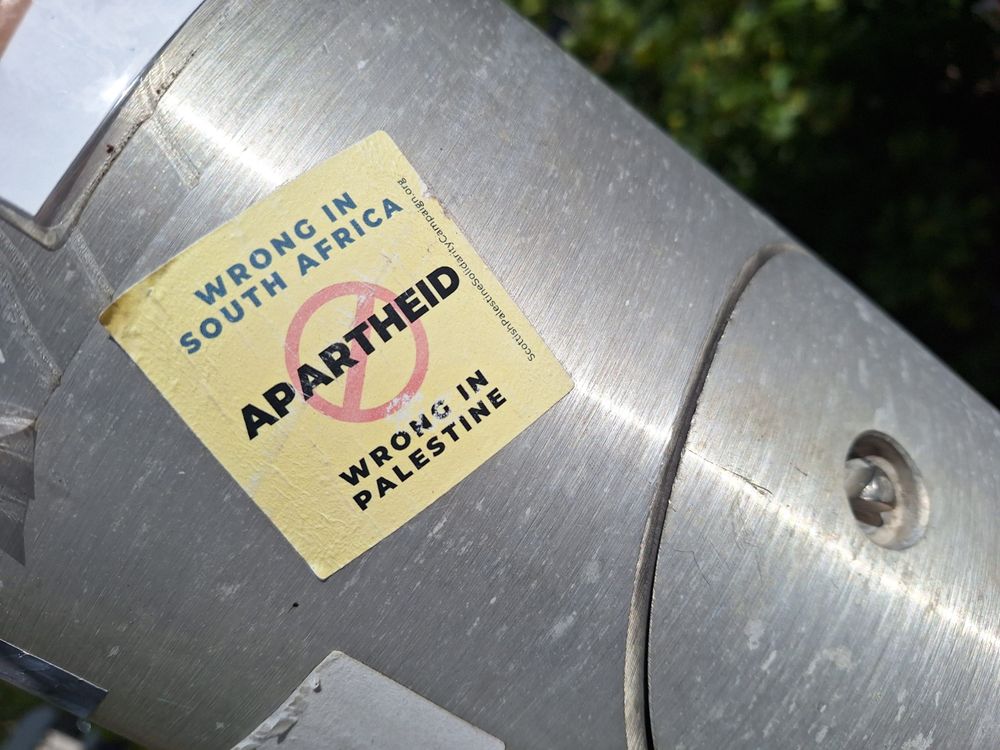 WRONG IN
SOUTH AFRICA
APARTHEID
WRONG IN
PALESTINE
ScottishPalestineSolidarityCampaign.org